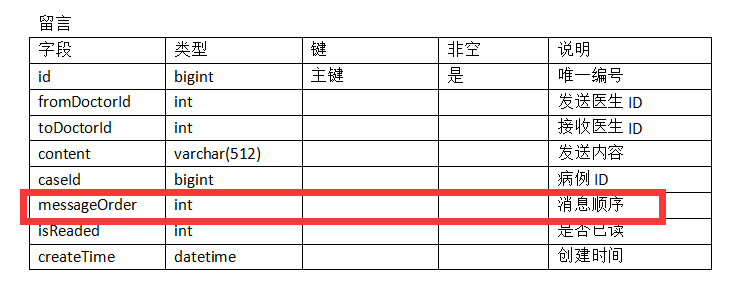 留言
字段 类型 键 非空 说明
id bigint 主键 是 唯一编号
fromDoctorId int 发送医生 ID
toDoctorId int 接收医生 ID
content varchar(512) 发送内容
caseId bigint 病例 ID
messageOrder int 消息顺序
isReaded int 是否已读
createTime datetime 创建时间